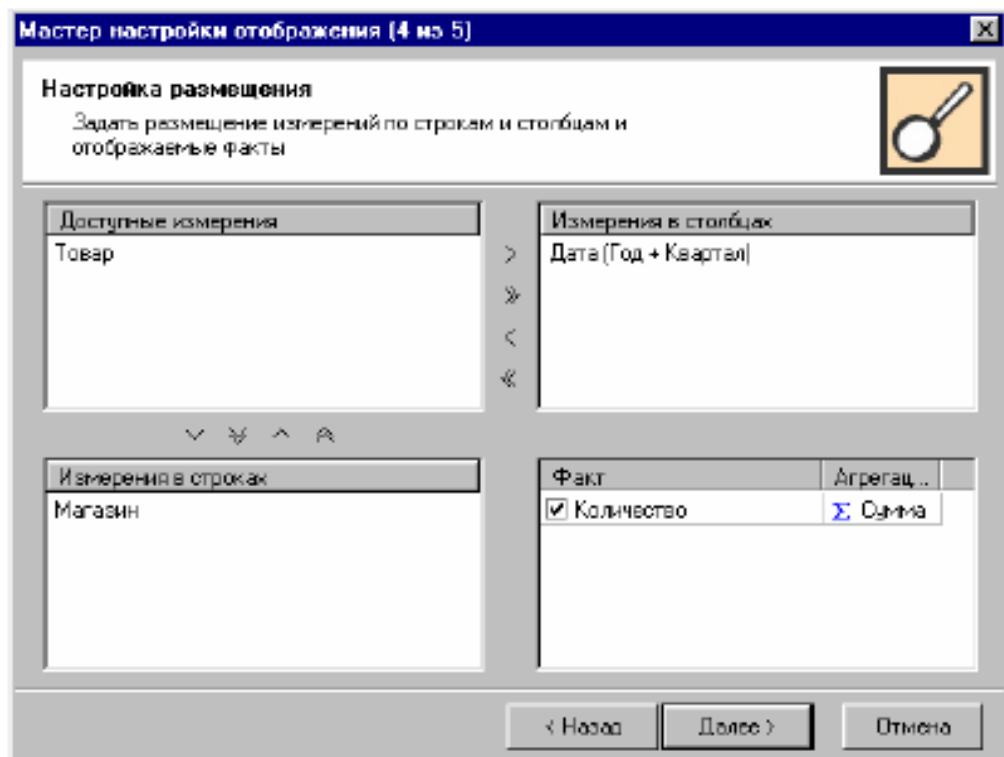 Мастер настройки отображения (4 из 5)
Настройка размещения
Задать размещение измерений по строкам и столбцам и
отображаемые факты
Доступные измерения
Товар
Измерения в столбцах
Дата (Год + Квартал)
>
»
<
«
Измерения в строках
Магазин
Факт Агрегац...
Количество Σ Сумма
< Назад Далее > Отмена